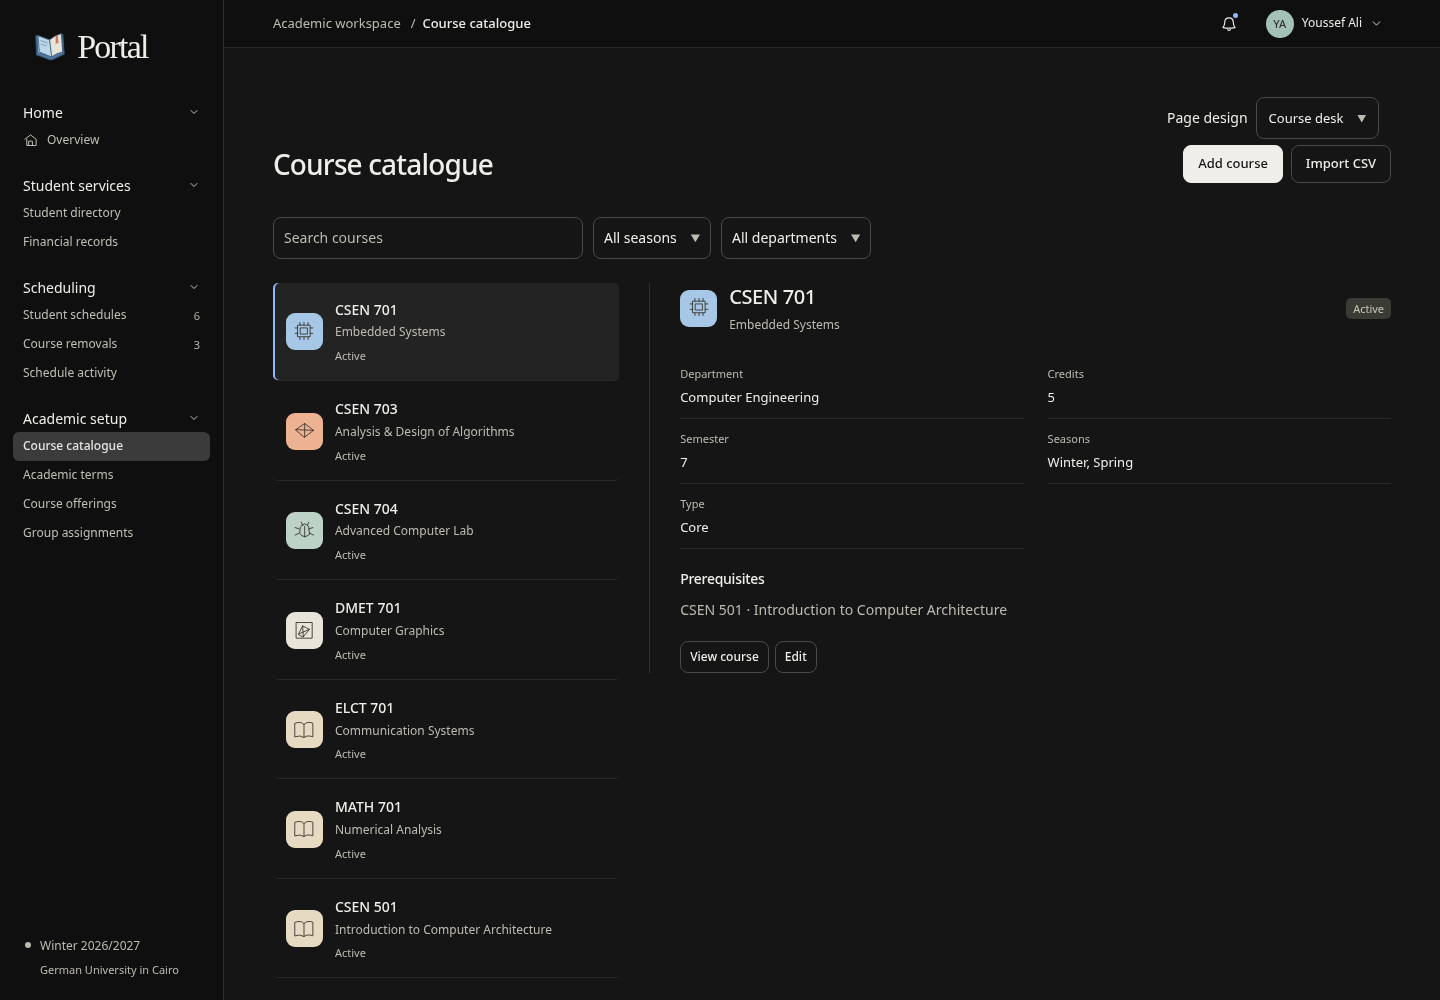 Portal
Home
Overview
Student services
Student directory
Financial records
Scheduling
Student schedules 6
Course removals 3
Schedule activity
Academic setup
Course catalogue
Academic terms
Course offerings
Group assignments
Winter 2026/2027
German University in Cairo
Academic workspace / Course catalogue
YA Youssef Ali
Page design Course desk
Course catalogue
Add course Import CSV
Search courses All seasons All departments
CSEN 701
Embedded Systems
Active
CSEN 703
Analysis & Design of Algorithms
Active
CSEN 704
Advanced Computer Lab
Active
DMET 701
Computer Graphics
Active
ELCT 701
Communication Systems
Active
MATH 701
Numerical Analysis
Active
CSEN 501
Introduction to Computer Architecture
Active
CSEN 701
Embedded Systems
Active
Department
Computer Engineering
Credits
5
Semester
7
Seasons
Winter, Spring
Type
Core
Prerequisites
CSEN 501 · Introduction to Computer Architecture
View course Edit